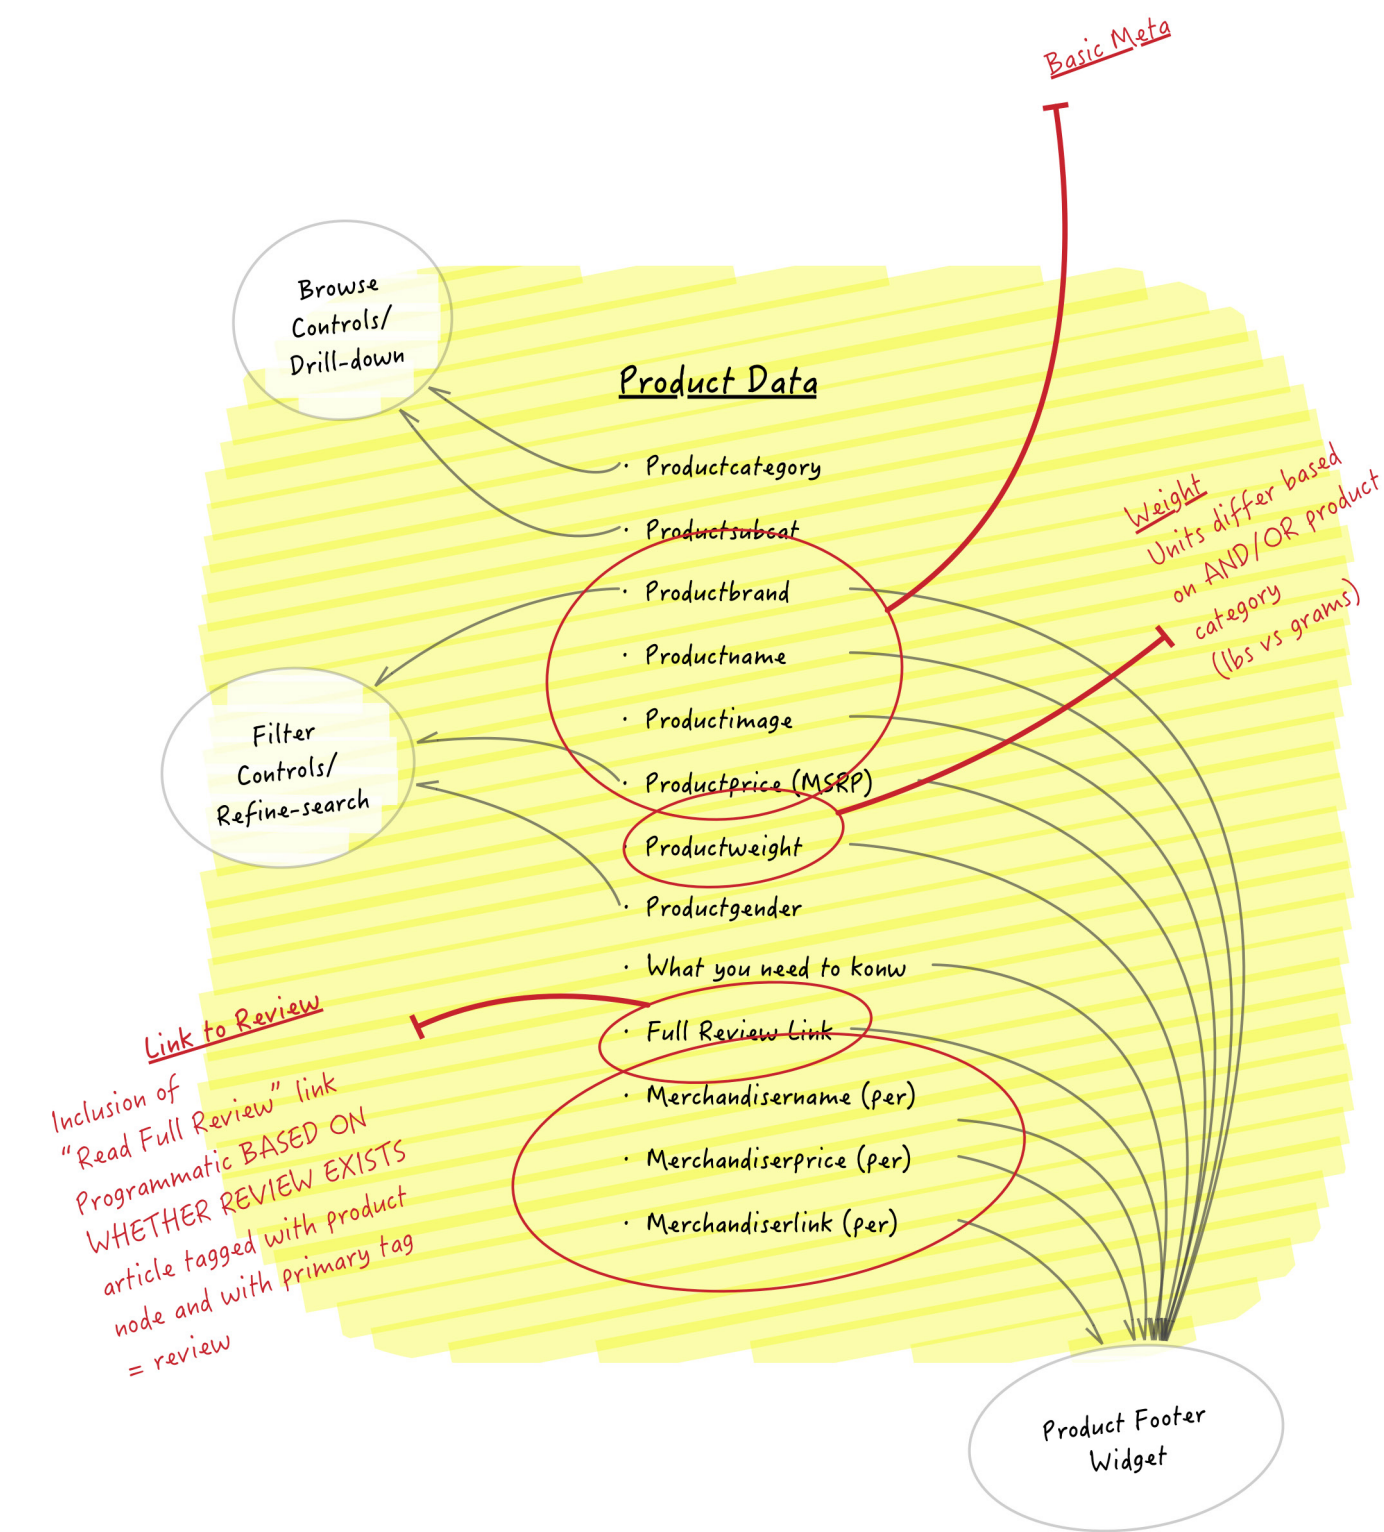 Basic Meta
Browse
Controls/
Drill-down
Product Data
· Productcategory
· Productsubcat
· Productbrand
· Productname
· Productimage
· Productprice (MSRP)
· Productweight
· Productgender
· What you need to konw
· Full Review Link
· Merchandisername (per)
· Merchandiserprice (per)
· Merchandiserlink (per)
Weight
Units differ based
on AND/OR product
category
(lbs vs grams)
Filter
Controls/
Refine-search
Link to Review
Inclusion of
“Read Full Review” link
Programmatic BASED ON
WHETHER REVIEW EXISTS
article tagged with product
node and with primary tag
= review
Product Footer
Widget